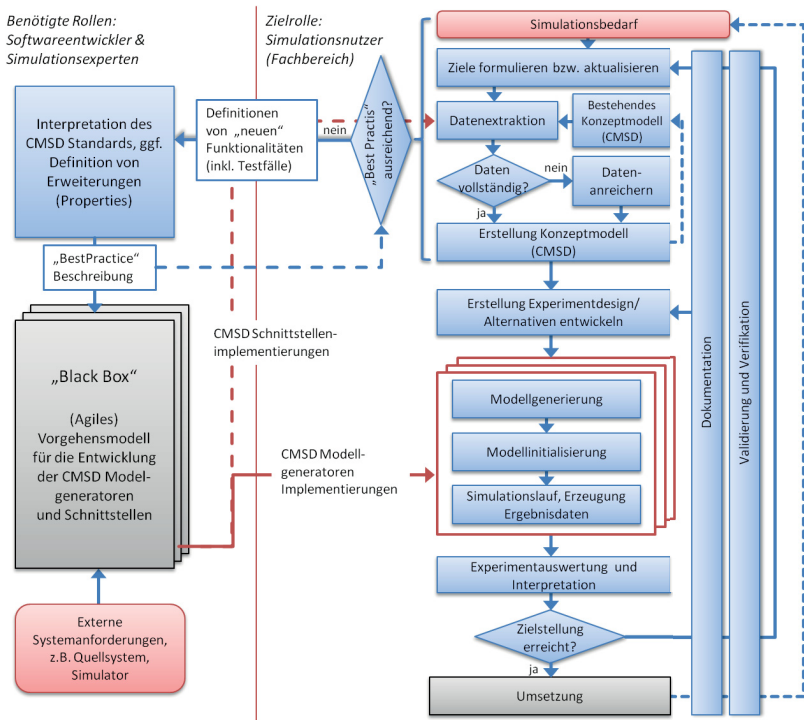 Benötigte Rollen:
Softwareentwickler &
Simulationsexperten
Zielrolle:
Simulationsnutzer
(Fachbereich)
Simulationsbedarf
Ziele formulieren bzw. aktualisieren
Interpretation des
CMSD Standards, ggf.
Definition von
Erweiterungen
(Properties)
Definitionen
von „neuen"
Funktionalitäten
(inkl. Testfälle)
nein
„Best Practis"
ausreichend?
Datenextraktion
Bestehendes
Konzeptmodell
(CMSD)
Daten
vollständig?
nein
Daten-
anreichern
ja
Erstellung Konzeptmodell
(CMSD)
„BestPractice"
Beschreibung
Erstellung Experimentdesign/
Alternativen entwickeln
CMSD Schnittstellen-
implementierungen
„Black Box"
(Agiles)
Vorgehensmodell
für die Entwicklung
der CMSD Model-
generatoren
und Schnittstellen
CMSD Modell-
generatoren
Implementierungen
Modellgenerierung
Modellinitialisierung
Simulationslauf, Erzeugung
Ergebnisdaten
Experimentauswertung und
Interpretation
Externe
Systemanforderungen,
z.B. Quellsystem,
Simulator
Zielstellung
erreicht?
ja
Umsetzung
Dokumentation
Validierung und Verifikation